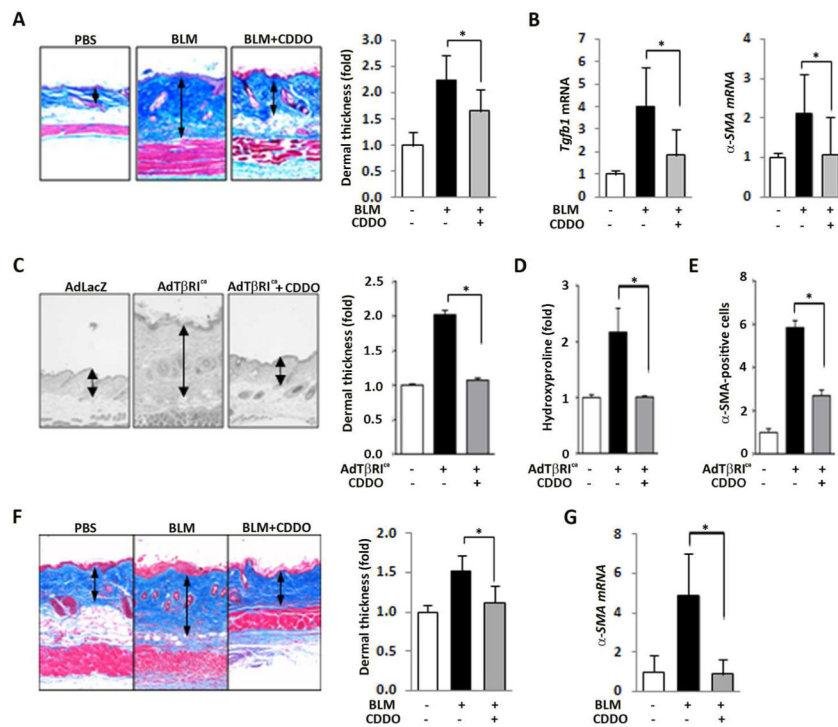 A
PBS BLM BLM+CDDO
Dermal thickness (fold)
3.0
2.5
2.0
1.5
1.0
0.5
0.0
*
BLM - + +
CDDO - - +
B
Tgfb1 mRNA
7
6
5
4
3
2
1
0
*
- + +
- - +
α-SMA mRNA
4
3
2
1
0
*
- + +
- - +
C
AdLacZ AdTβRIᶜᵃ AdTβRIᶜᵃ+ CDDO
Dermal thickness (fold)
2.5
2.0
1.5
1.0
0.5
0.0
*
AdTβRIᶜᵃ - + +
CDDO - - +
D
Hydroxyproline (fold)
3
2
1
0
*
AdTβRIᶜᵃ - + +
CDDO - - +
E
α-SMA-positive cells
8
6
4
2
0
*
AdTβRIᶜᵃ - + +
CDDO - - +
F
PBS BLM BLM+CDDO
Dermal thickness (fold)
2.0
1.5
1.0
0.5
0.0
*
BLM - + +
CDDO - - +
G
α-SMA mRNA
8
6
4
2
0
*
BLM - + +
CDDO - - +